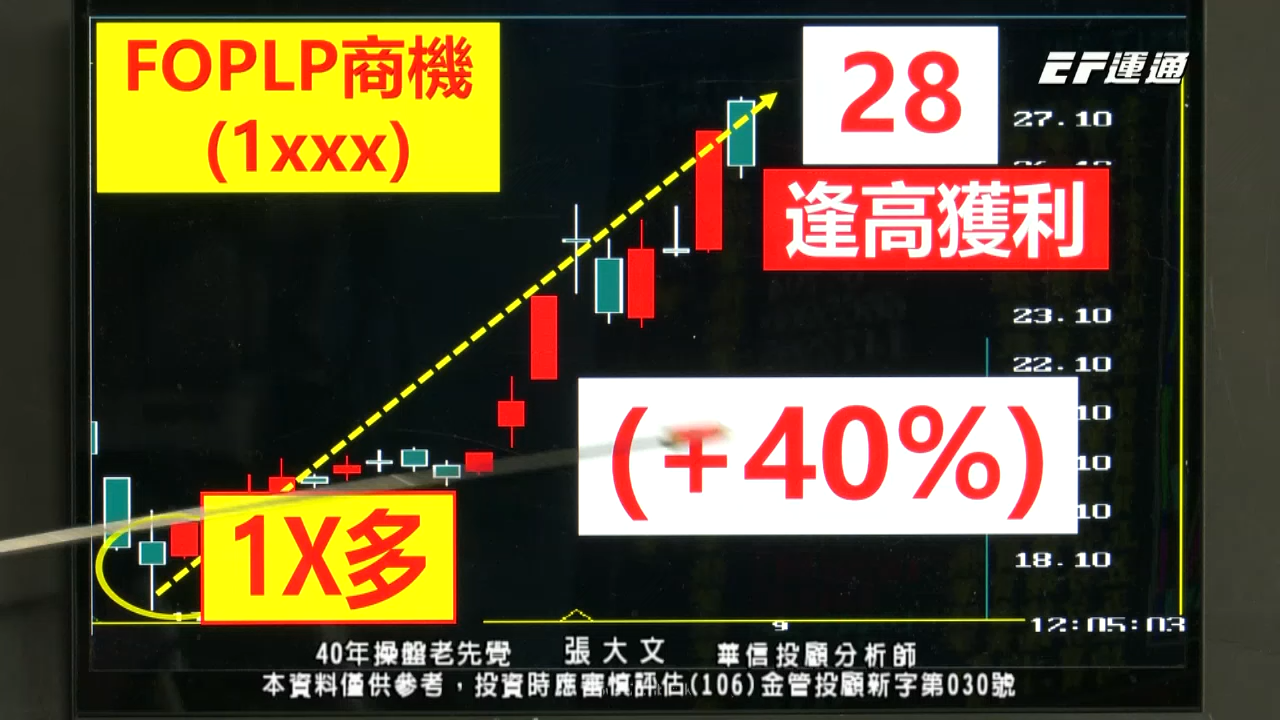 FOPLP商機
(1xxx)
28
EF運通
27.10
逢高獲利
23.10
22.10
(+40%)
10
10
10
18.10
1X多
9
12:05:03
40年操盤老先覺 張大文 華信投顧分析師
本資料僅供參考，投資時應審慎評估(106)金管投顧新字第030號